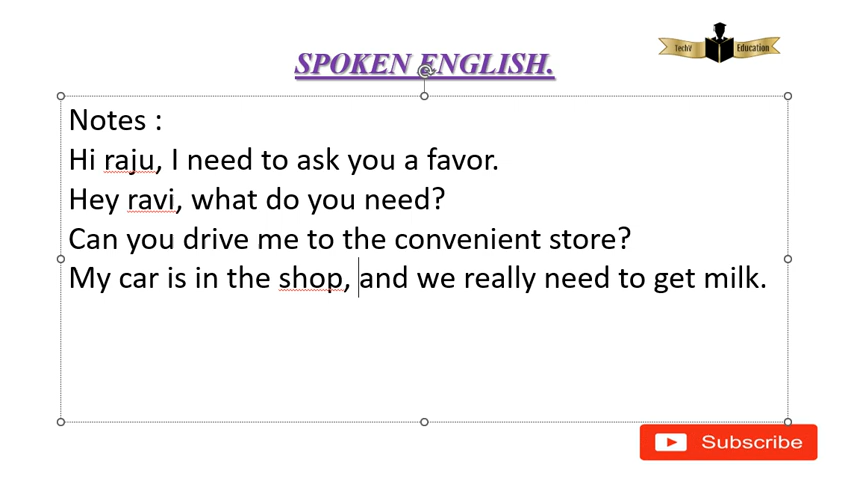 SPOKEN ENGLISH.
TechV Education
Notes :
Hi raju, I need to ask you a favor.
Hey ravi, what do you need?
Can you drive me to the convenient store?
My car is in the shop, and we really need to get milk.
Subscribe